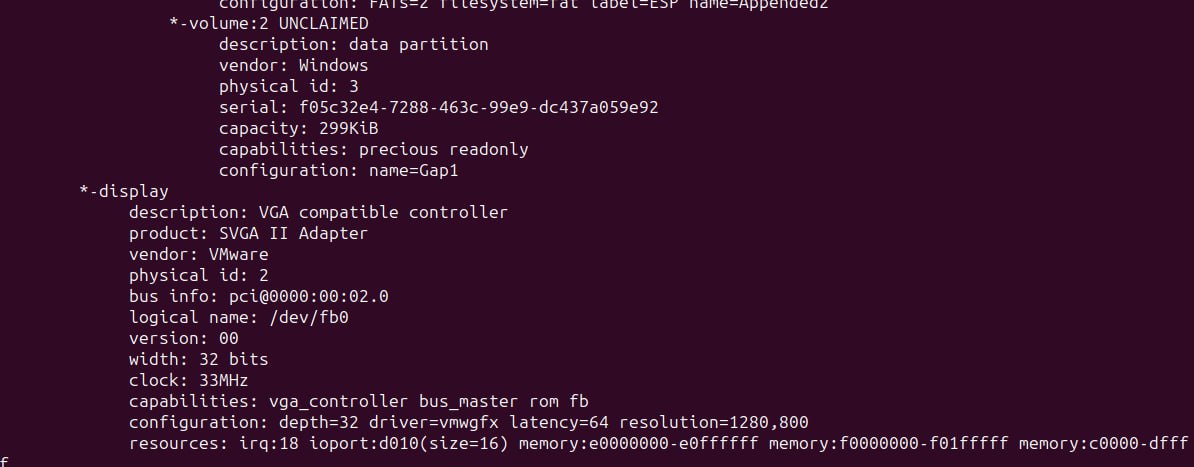 configuration: FATs=2 filesystem=fat label=ESP name=Appended2
*-volume:2 UNCLAIMED
description: data partition
vendor: Windows
physical id: 3
serial: f05c32e4-7288-463c-99e9-dc437a059e92
capacity: 299KiB
capabilities: precious readonly
configuration: name=Gap1
*-display
description: VGA compatible controller
product: SVGA II Adapter
vendor: VMware
physical id: 2
bus info: pci@0000:00:02.0
logical name: /dev/fb0
version: 00
width: 32 bits
clock: 33MHz
capabilities: vga_controller bus_master rom fb
configuration: depth=32 driver=vmwgfx latency=64 resolution=1280,800
resources: irq:18 ioport:d010(size=16) memory:e0000000-e0ffffff memory:f0000000-f01fffff memory:c0000-dfff
f